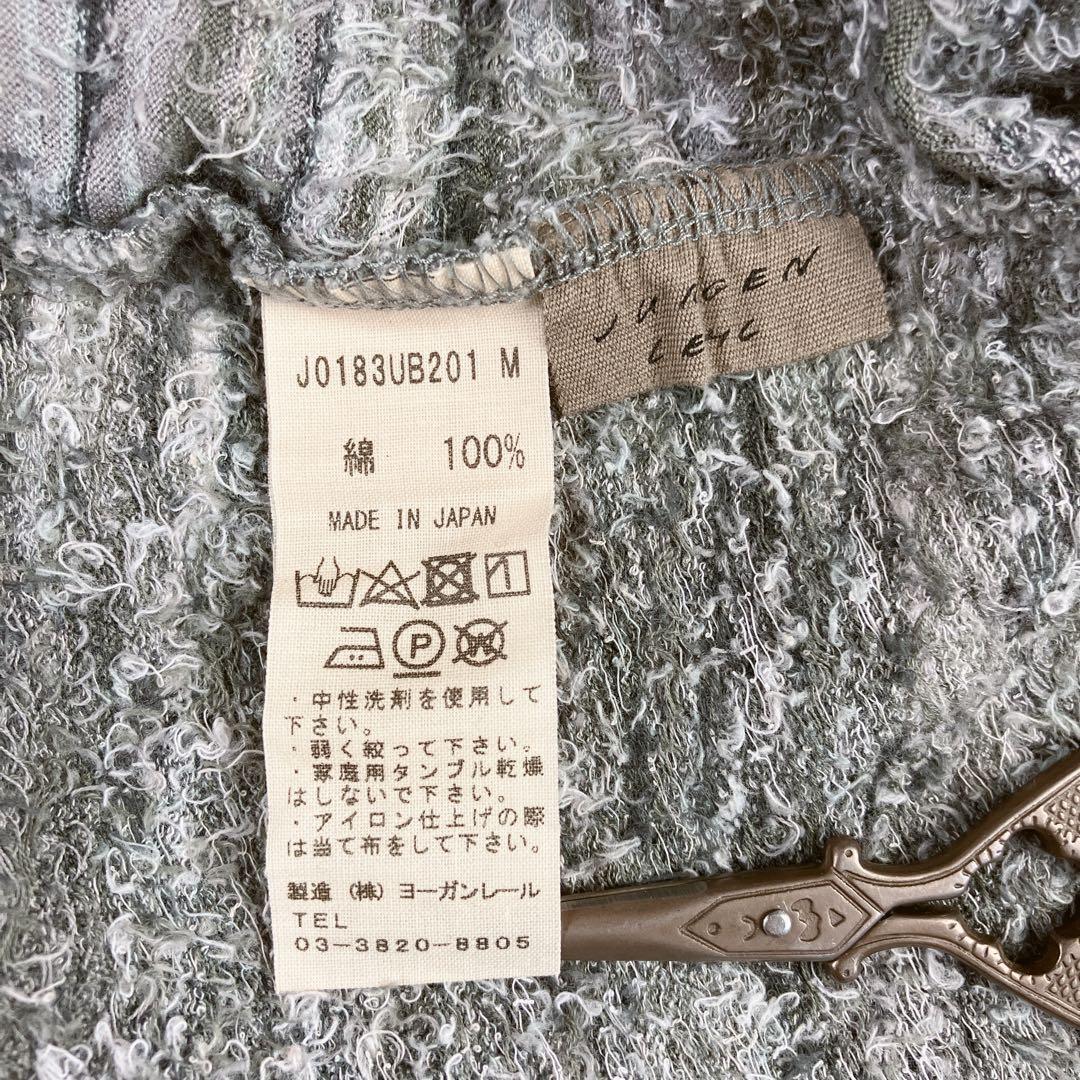 JURGEN
LEHL
J0183UB201 M
綿 100%
MADE IN JAPAN
P
W
・中性洗剤を使用して
下さい。
・弱く絞って下さい。
・家庭用タンブル乾燥
はしないで下さい。
・アイロン仕上げの際
は当て布をして下さい。
製造 (株) ヨーガンレール
TEL
03-3820-8805